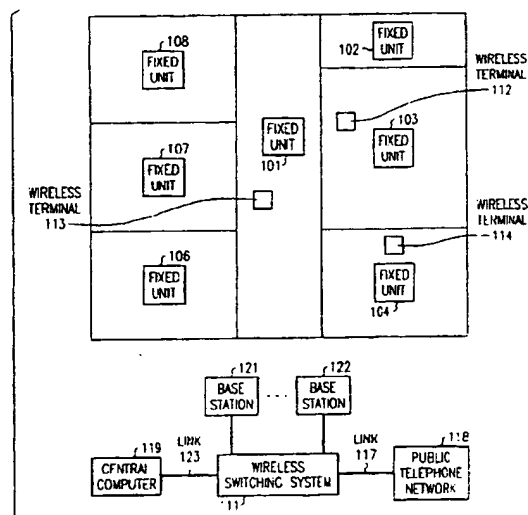 108
FIXED
UNIT
102
FIXED
UNIT
WIRELESS
TERMINAL
112
FIXED
UNIT
101
103
FIXED
UNIT
107
FIXED
UNIT
WIRELESS
TERMINAL
113
WIRELESS
TERMINAL
114
106
FIXED
UNIT
FIXED
UNIT
104
121
BASE
STATION
...
122
BASE
STATION
119
CENTRAL
COMPUTER
LINK
123
WIRELESS
SWITCHING SYSTEM
11
LINK
117
118
PUBLIC
TELEPHONE
NETWORK